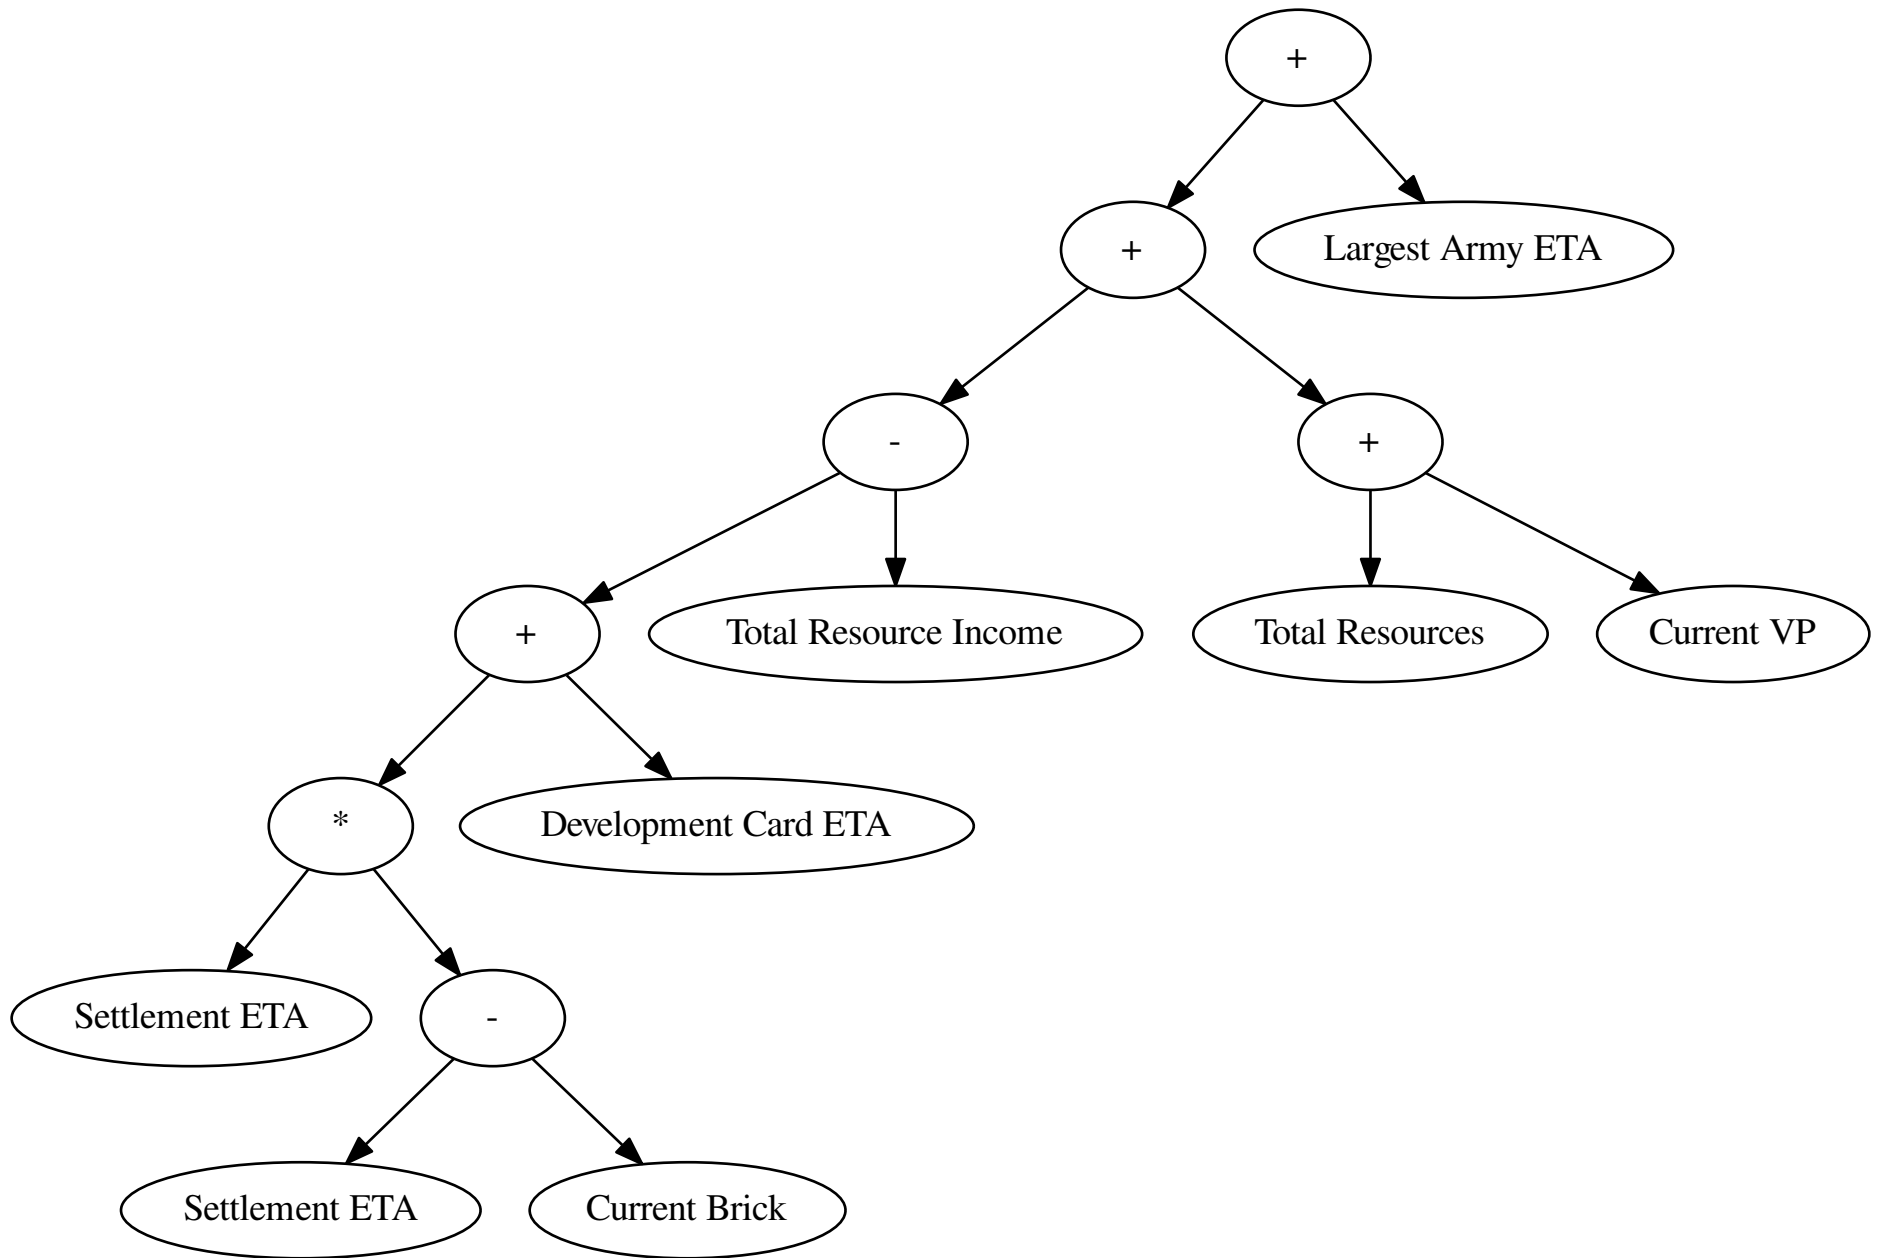 +
+
Largest Army ETA
-
+
+
Total Resource Income
Total Resources
Current VP
*
Development Card ETA
Settlement ETA
-
Settlement ETA
Current Brick